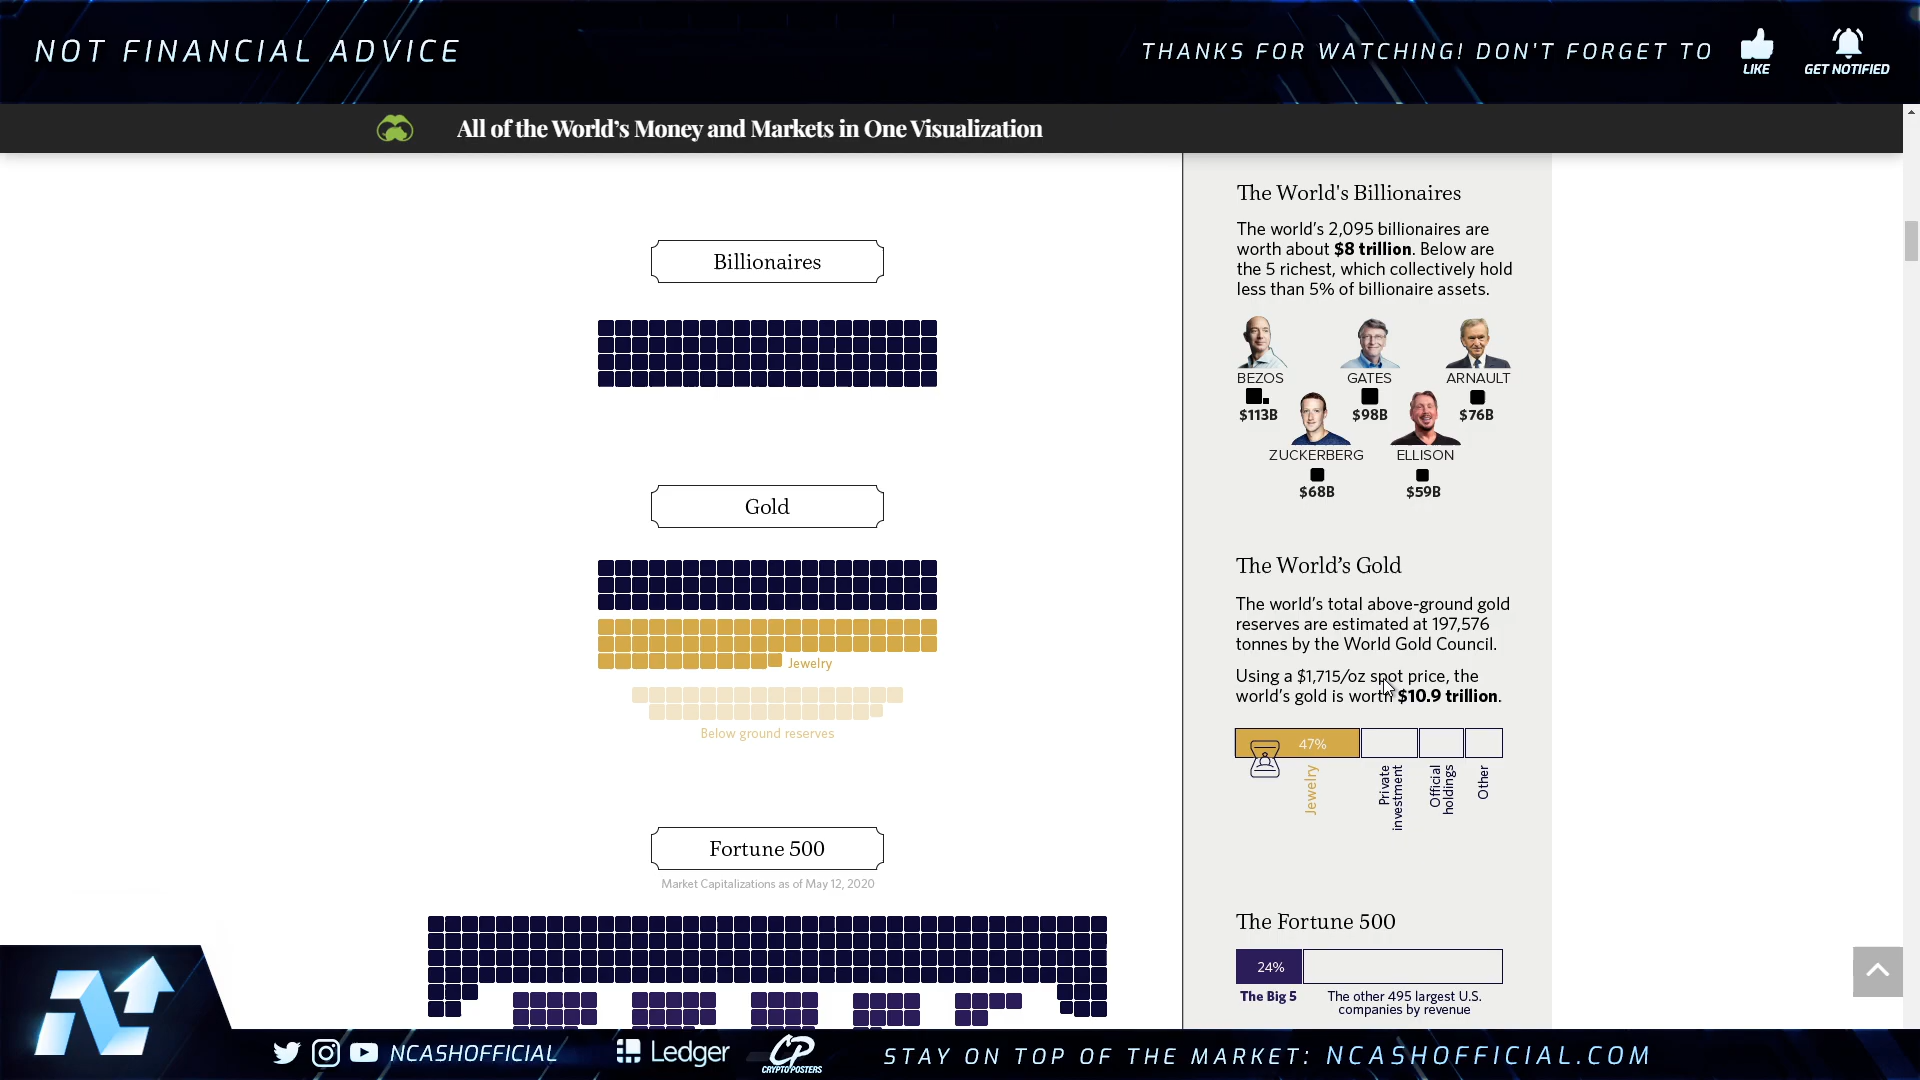 NOT FINANCIAL ADVICE
THANKS FOR WATCHING! DON'T FORGET TO
LIKE
GET NOTIFIED
All of the World's Money and Markets in One Visualization
Billionaires
Gold
Jewelry
Below ground reserves
Fortune 500
Market Capitalizations as of May 12, 2020
The World's Billionaires
The world's 2,095 billionaires are
worth about $8 trillion. Below are
the 5 richest, which collectively hold
less than 5% of billionaire assets.
BEZOS
GATES
ARNAULT
$113B
$98B
$76B
ZUCKERBERG
ELLISON
$68B
$59B
The World's Gold
The world's total above-ground gold
reserves are estimated at 197,576
tonnes by the World Gold Council.
Using a $1,715/oz spot price, the
world's gold is worth $10.9 trillion.
47%
Jewelry
Private
investment
Official
holdings
Other
The Fortune 500
24%
The Big 5
The other 495 largest U.S.
companies by revenue
NCASHOFFICIAL
Ledger
CP
CRYPTOPOSTERS
STAY ON TOP OF THE MARKET: NCASHOFFICIAL.COM